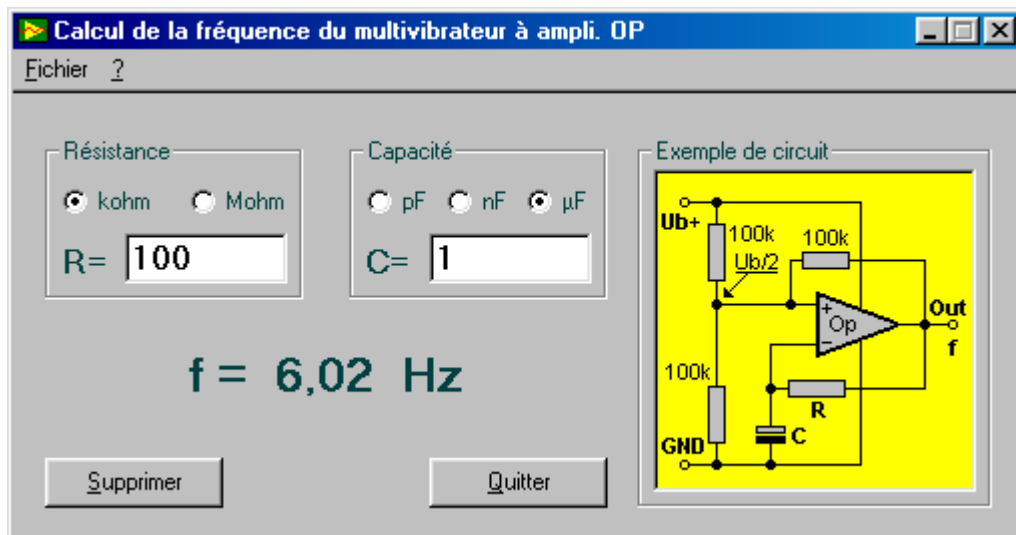 Calcul de la fréquence du multivibrateur à ampli. OP
Fichier ?
Résistance
kohm Mohm
R= 100
Capacité
pF nF µF
C= 1
f = 6,02 Hz
Supprimer
Quitter
Exemple de circuit
Ub+
100k 100k
Ub/2
+
Op
−
Out
f
100k
R
C
GND